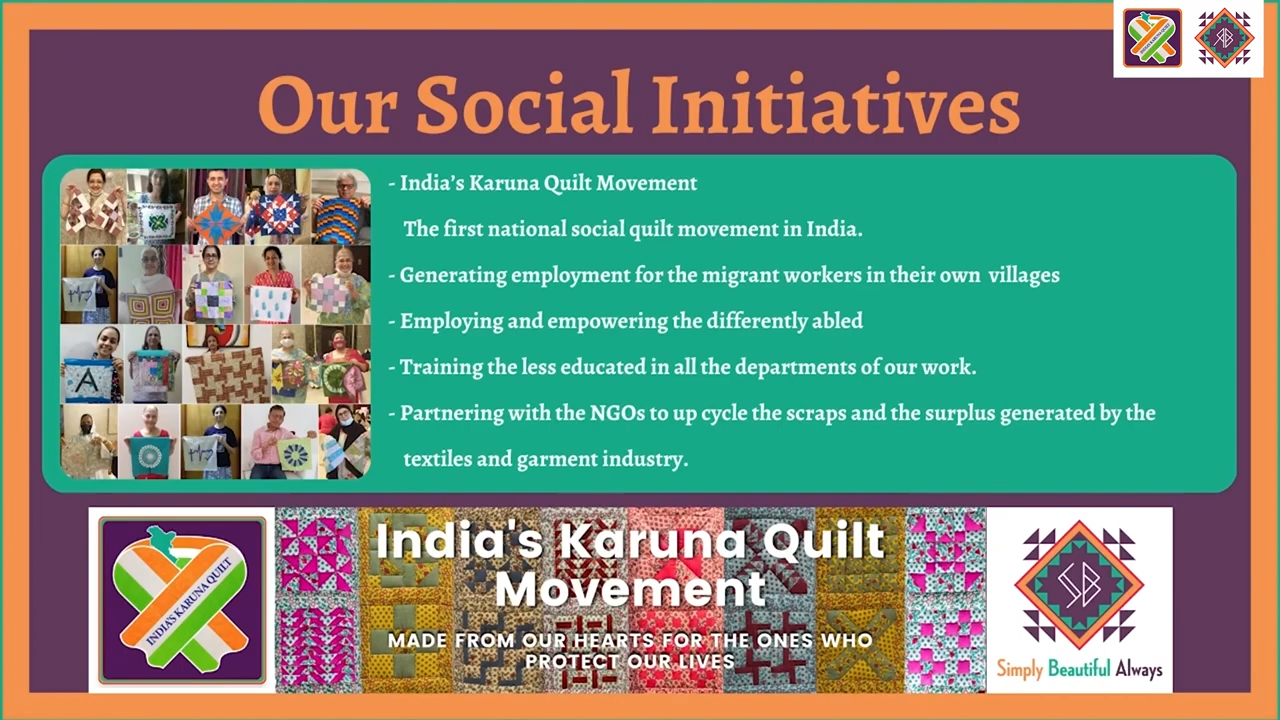 Our Social Initiatives
- India’s Karuna Quilt Movement
The first national social quilt movement in India.
- Generating employment for the migrant workers in their own villages
- Employing and empowering the differently abled
- Training the less educated in all the departments of our work.
- Partnering with the NGOs to up cycle the scraps and the surplus generated by the
textiles and garment industry.
A
INDIA'S KARUNA QUILT
India's Karuna Quilt
Movement
MADE FROM OUR HEARTS FOR THE ONES WHO
PROTECT OUR LIVES
SB
Simply Beautiful Always